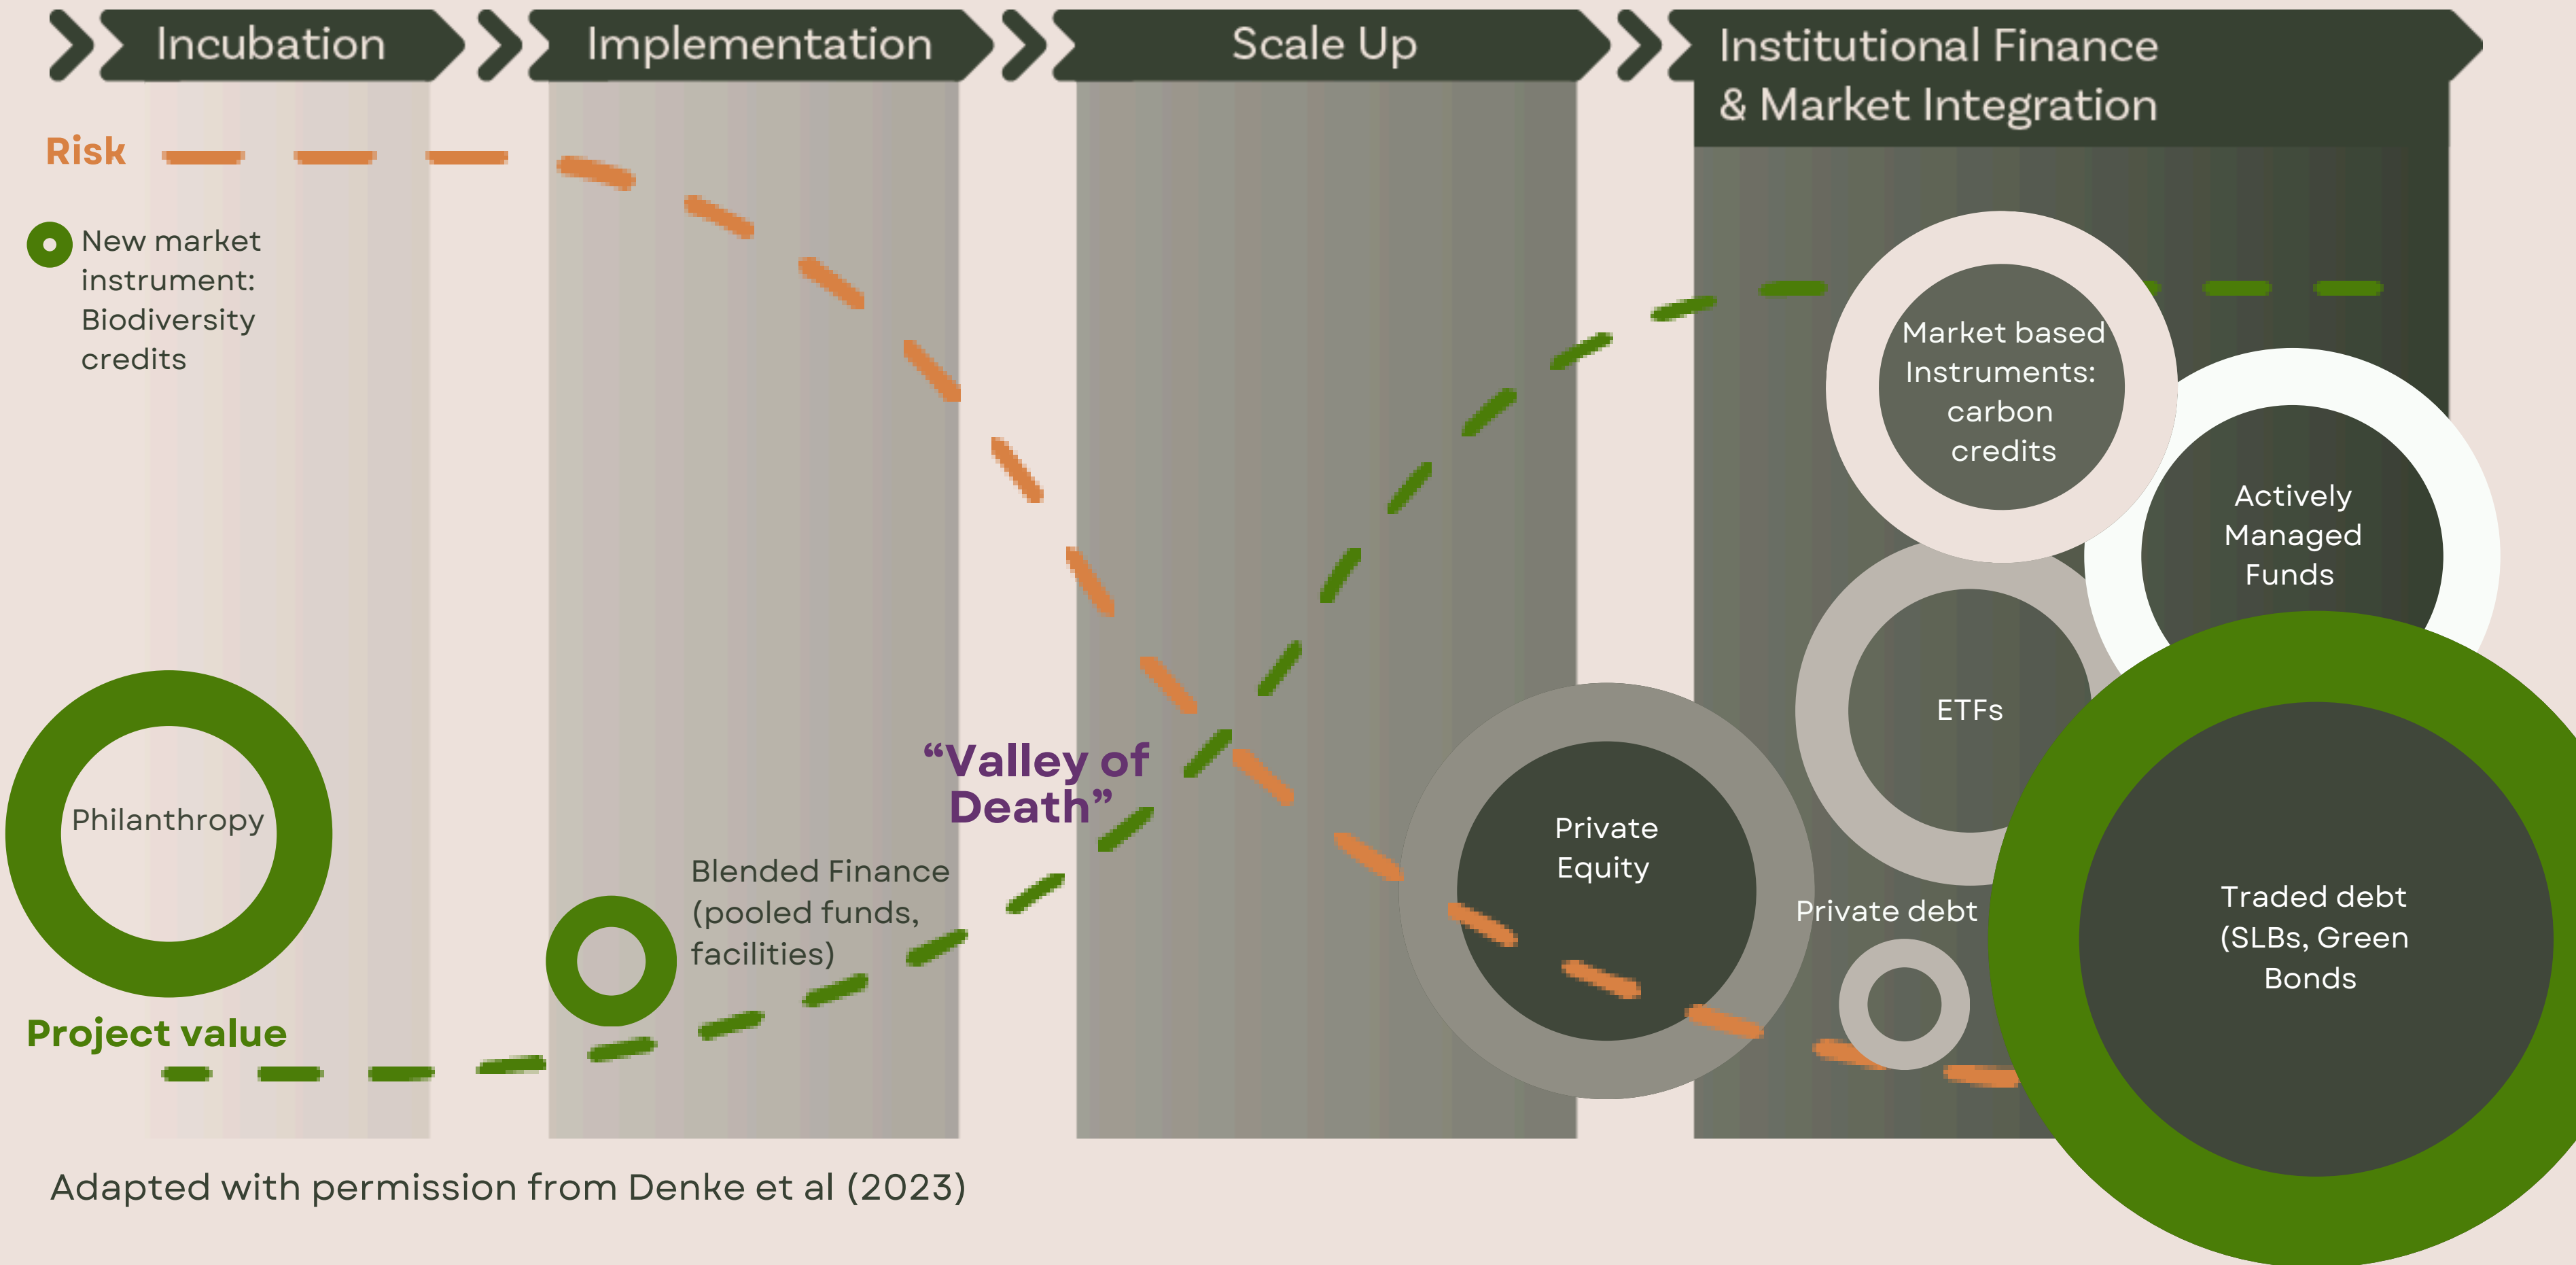 Incubation
Implementation
Scale Up
Institutional Finance
& Market Integration
Risk
New market
instrument:
Biodiversity
credits
Philanthropy
Project value
Blended Finance
(pooled funds,
facilities)
“Valley of
Death”
Private
Equity
Market based
Instruments:
carbon
credits
Actively
Managed
Funds
ETFs
Private debt
Traded debt
(SLBs, Green
Bonds
Adapted with permission from Denke et al (2023)